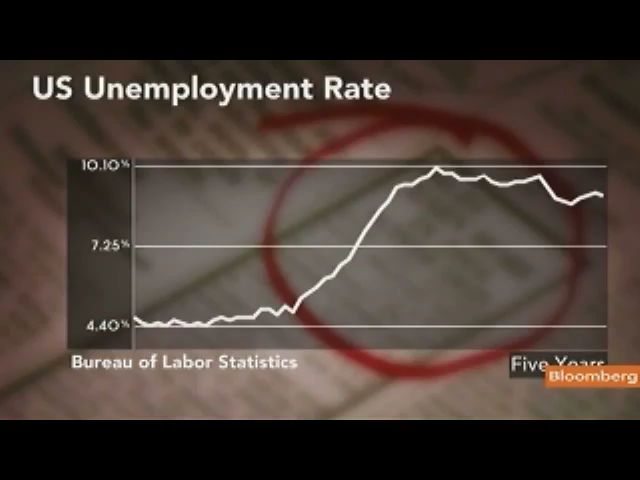 US Unemployment Rate
10.10%
7.25%
4.40%
Bureau of Labor Statistics
Five Years
Bloomberg